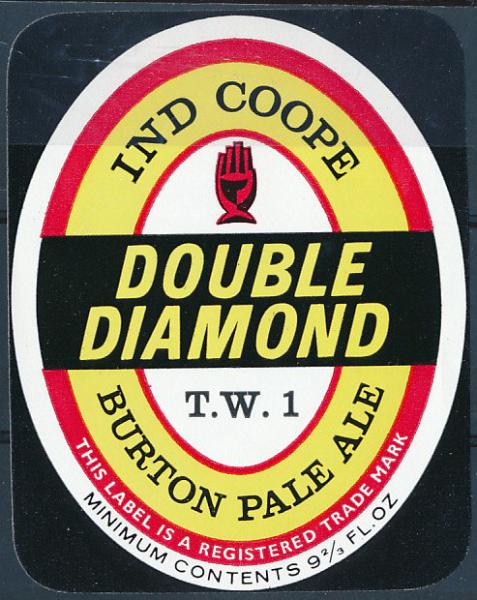 IND COOPE
DOUBLE
DIAMOND
T.W. 1
BURTON PALE ALE
THIS LABEL IS A REGISTERED TRADE MARK
MINIMUM CONTENTS 9⅔ FL. OZ